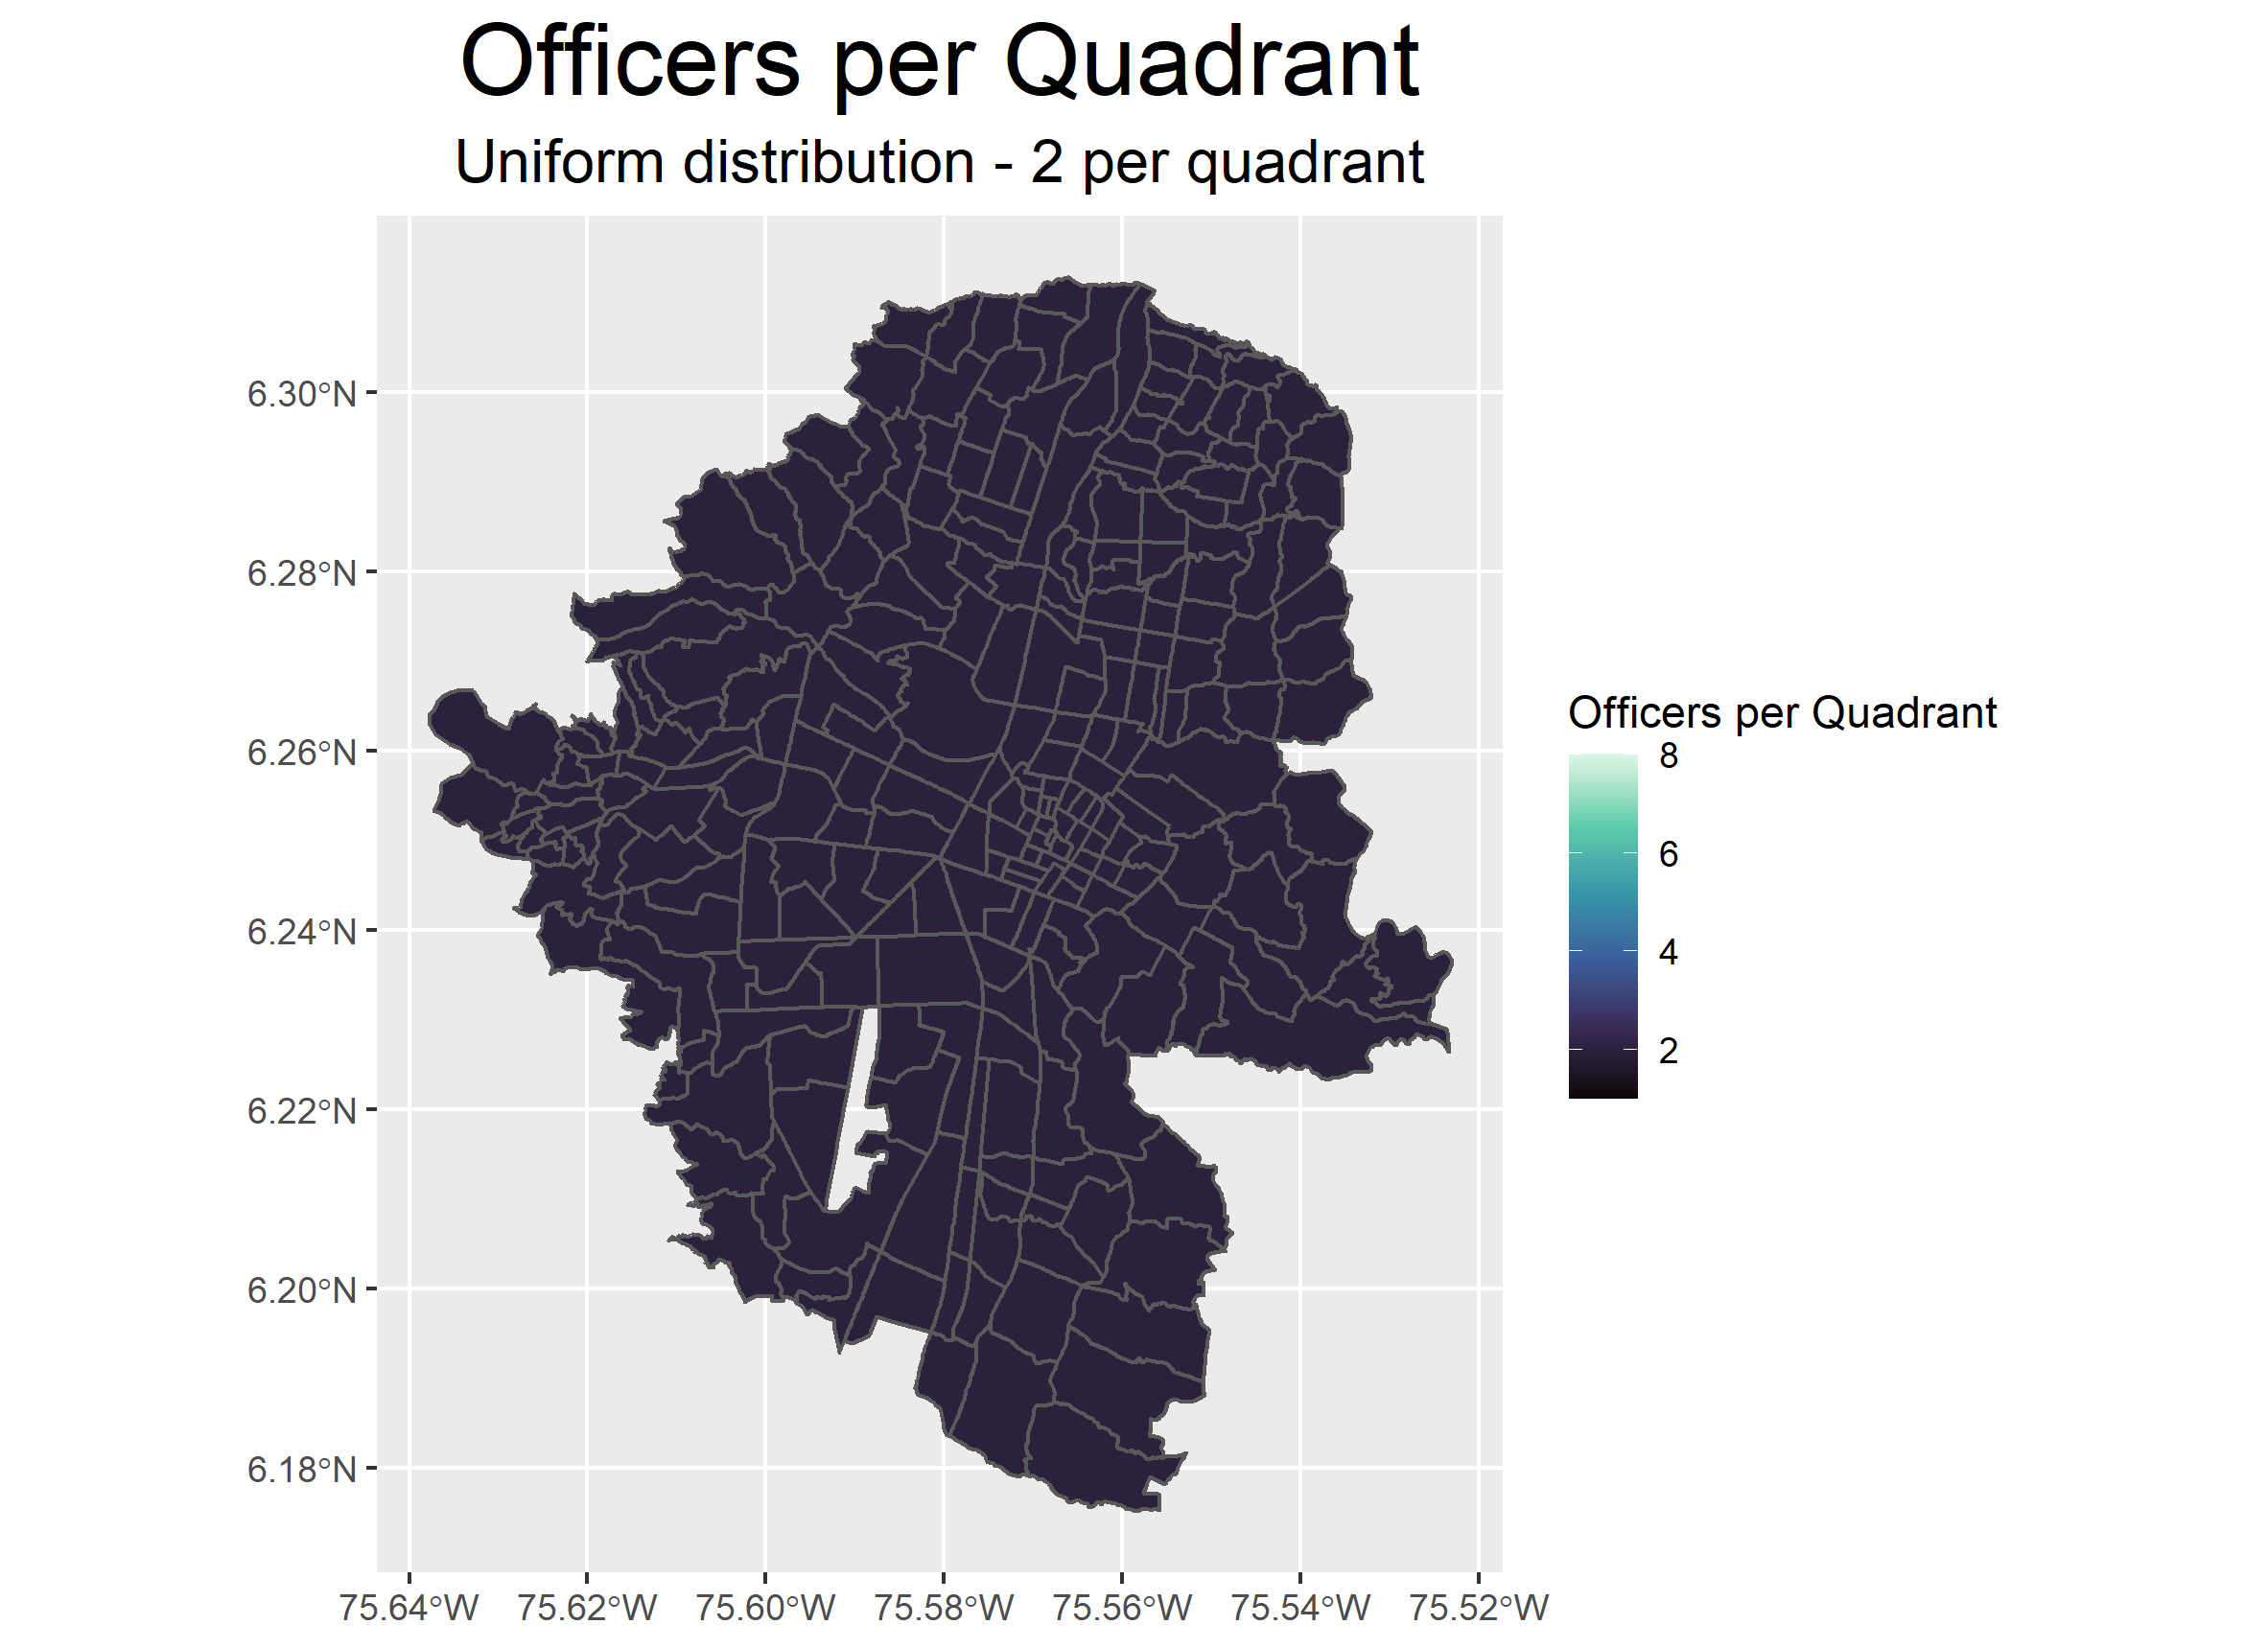 Officers per Quadrant
Uniform distribution - 2 per quadrant
6.30°N
6.28°N
6.26°N
6.24°N
6.22°N
6.20°N
6.18°N
75.64°W 75.62°W 75.60°W 75.58°W 75.56°W 75.54°W 75.52°W
Officers per Quadrant
8
6
4
2